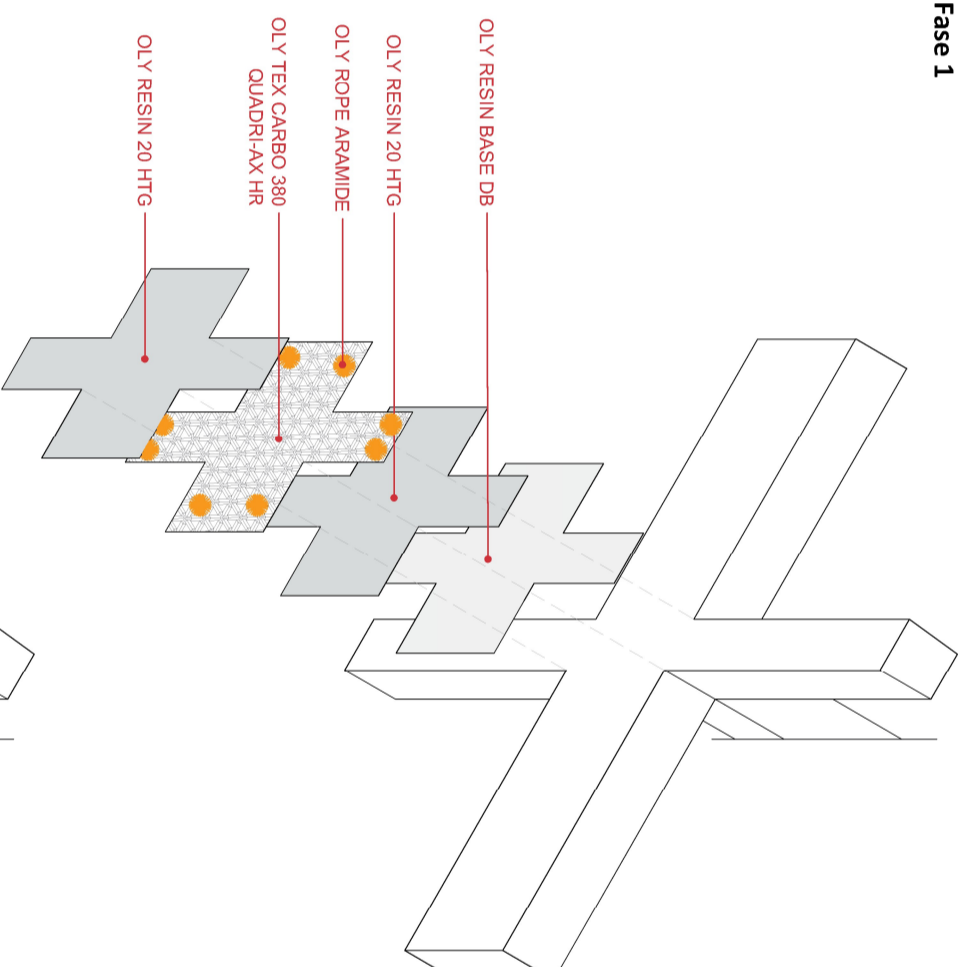 Fase 1
OLY RESIN BASE DB
OLY RESIN 20 HTG
OLY ROPE ARAMIDE
OLY TEX CARBO 380
QUADRI-AX HR
OLY RESIN 20 HTG